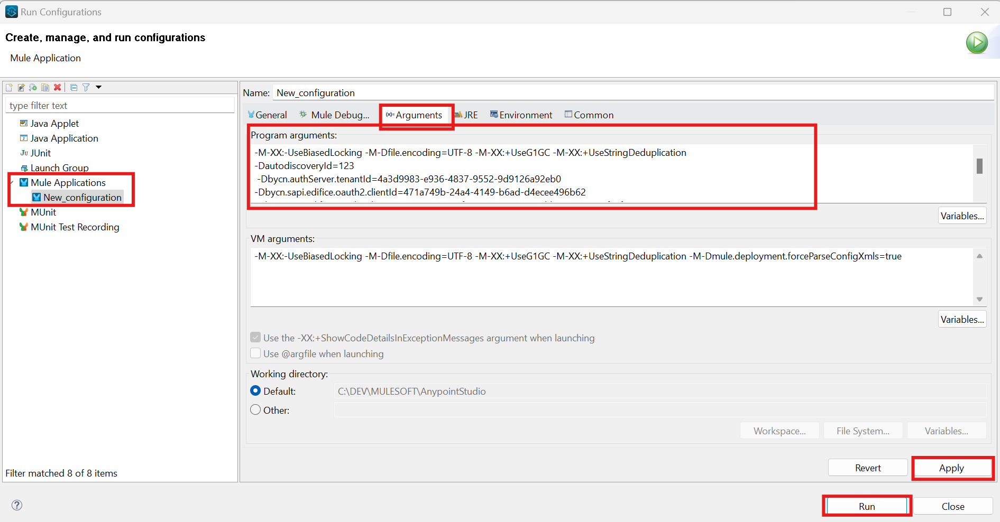 Run Configurations
Create, manage, and run configurations
Mule Application
type filter text
Java Applet
Java Application
JUnit
Launch Group
Mule Applications
New_configuration
MUnit
MUnit Test Recording
Filter matched 8 of 8 items
Name: New_configuration
General Mule Debug... (x)= Arguments JRE Environment Common
Program arguments:
-M-XX:-UseBiasedLocking -M-Dfile.encoding=UTF-8 -M-XX:+UseG1GC -M-XX:+UseStringDeduplication
-DautodiscoveryId=123
-Dbycn.authServer.tenantId=4a3d9983-e936-4837-9552-9d9126a92eb0
-Dbycn.sapi.edifice.oauth2.clientId=471a749b-24a4-4149-b6ad-d4ecee496b62
Variables...
VM arguments:
-M-XX:-UseBiasedLocking -M-Dfile.encoding=UTF-8 -M-XX:+UseG1GC -M-XX:+UseStringDeduplication -M-Dmule.deployment.forceParseConfigXmls=true
Variables...
Use the -XX:+ShowCodeDetailsInExceptionMessages argument when launching
Use @argfile when launching
Working directory:
Default: C:\DEV\MULESOFT\AnypointStudio
Other:
Workspace... File System... Variables...
Revert Apply
Run Close